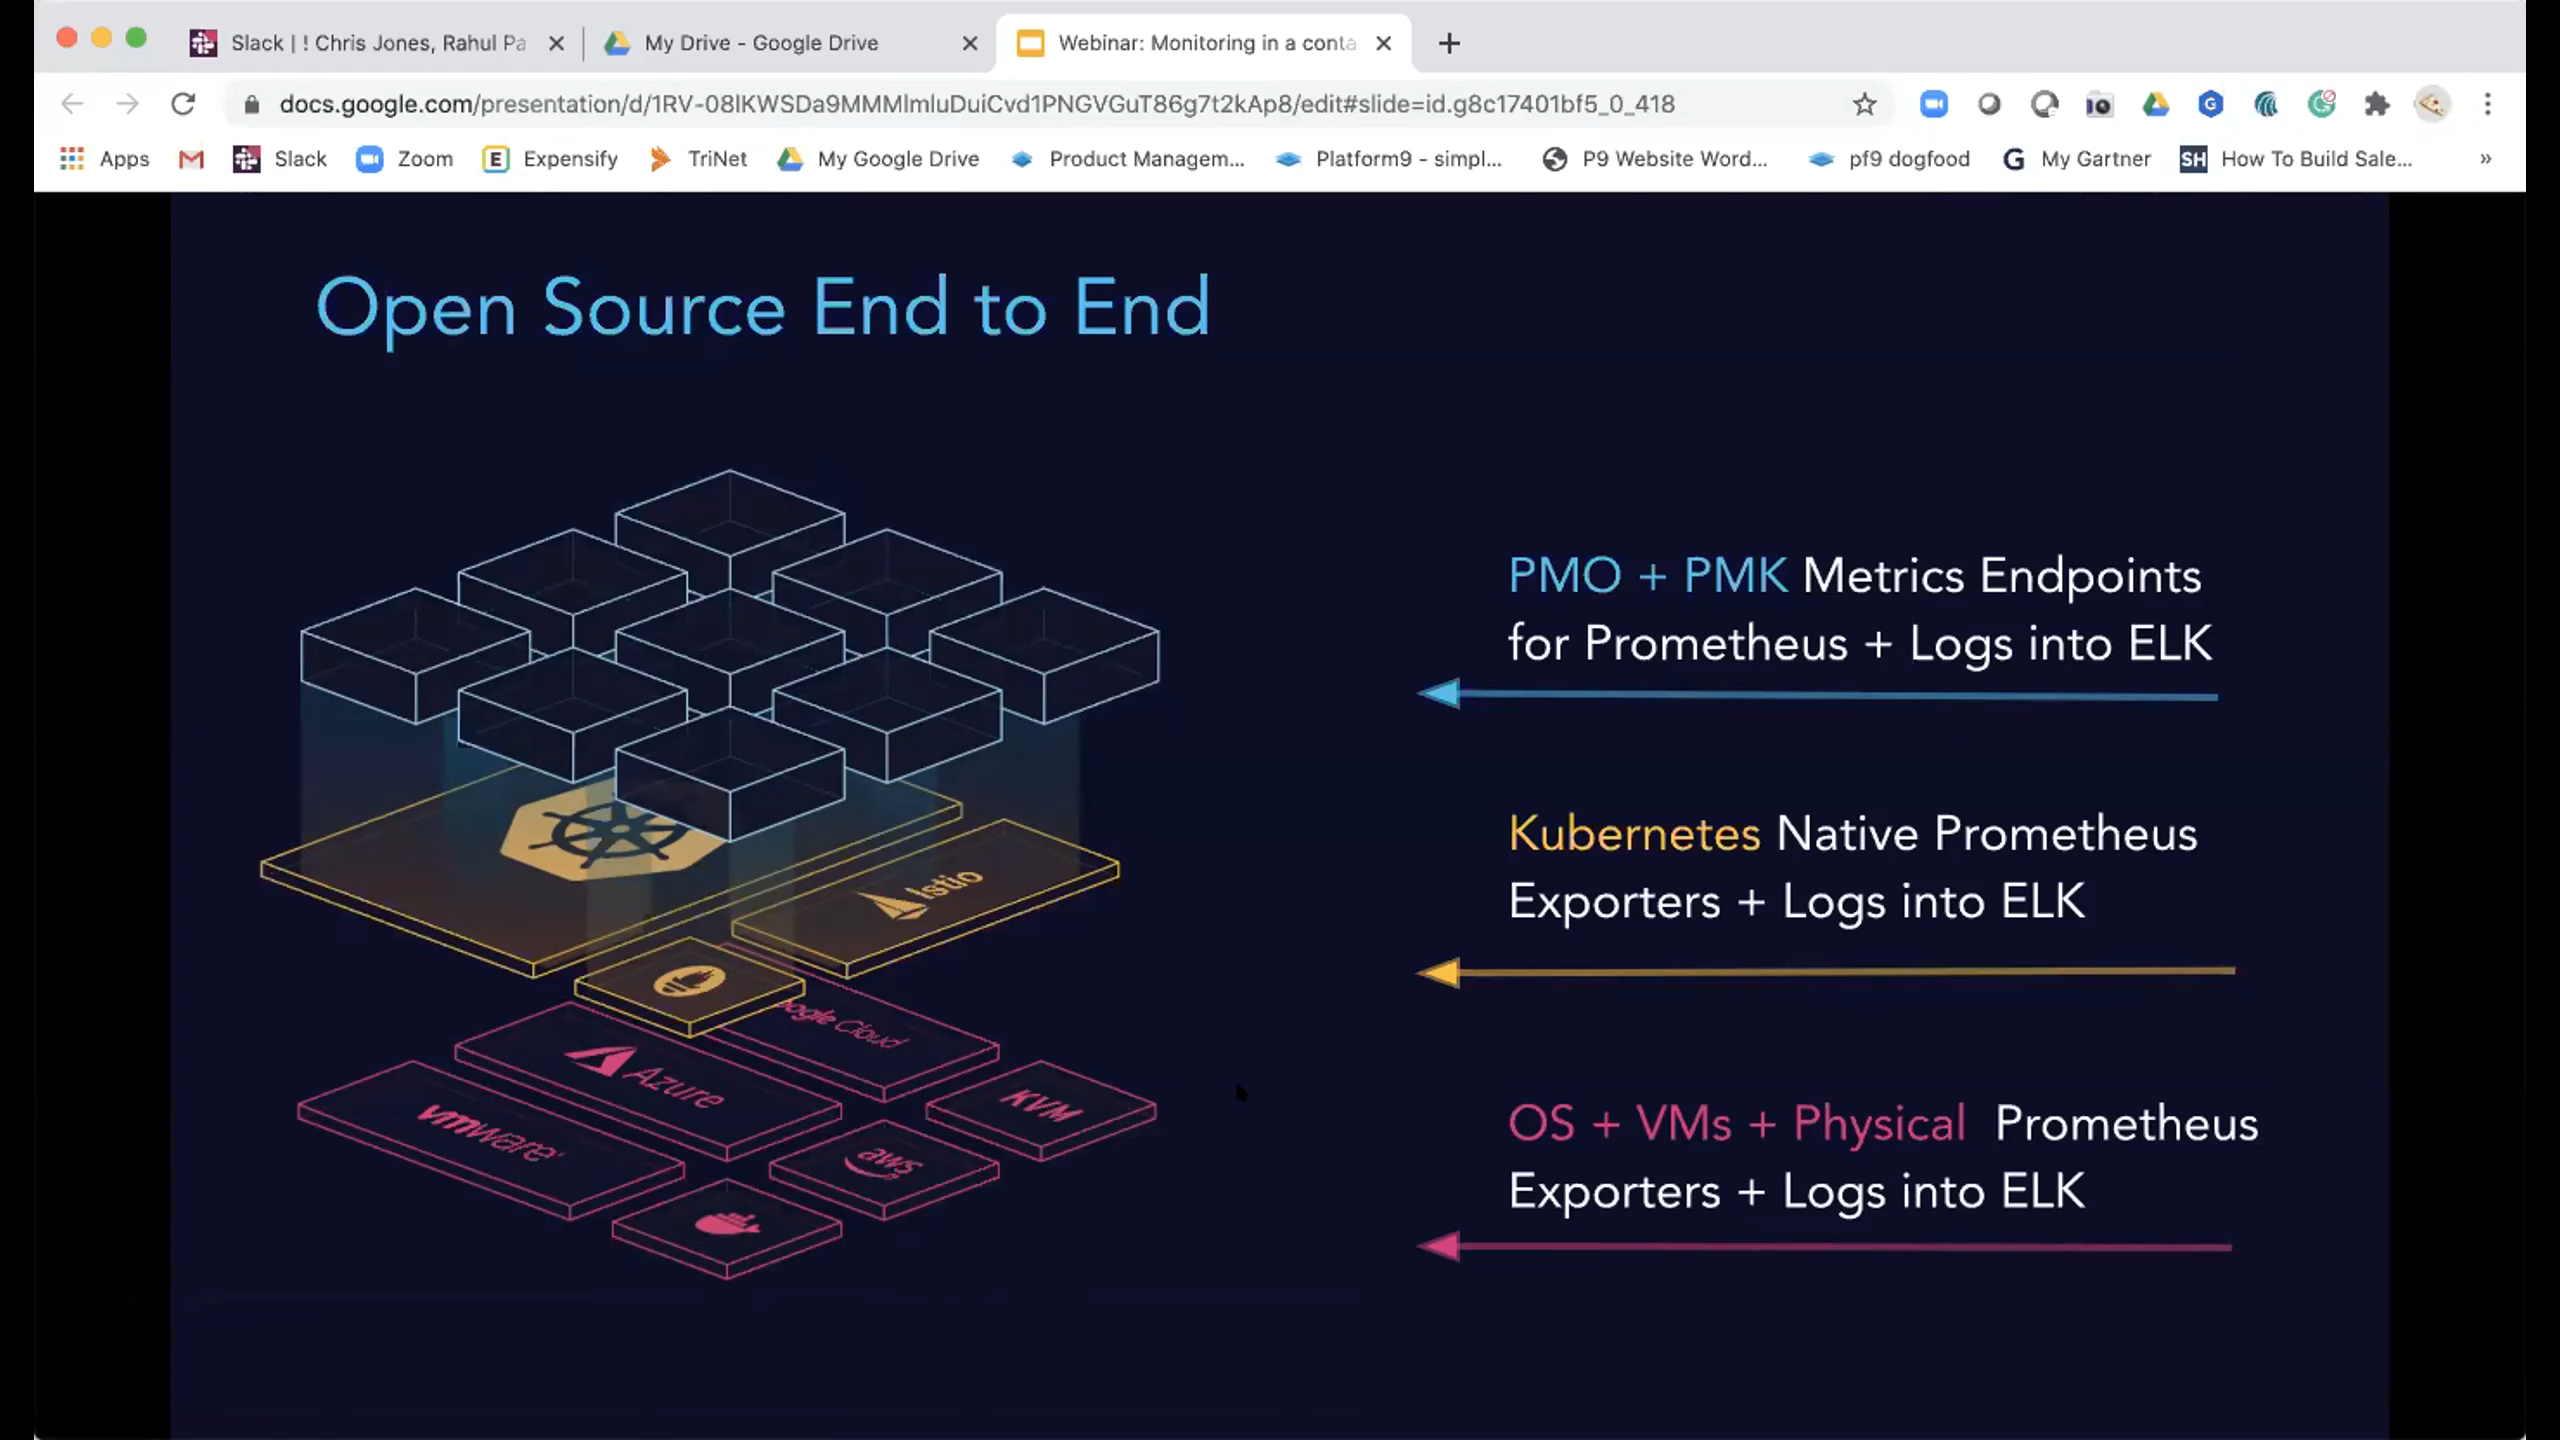 Slack | ! Chris Jones, Rahul Pa
My Drive - Google Drive
Webinar: Monitoring in a conta
docs.google.com/presentation/d/1RV-08lKWSDa9MMMlmluDuiCvd1PNGVGuT86g7t2kAp8/edit#slide=id.g8c17401bf5_0_418
Apps
Slack
Zoom
Expensify
TriNet
My Google Drive
Product Managem...
Platform9 - simpl...
P9 Website Word...
pf9 dogfood
My Gartner
SH How To Build Sale...
»
Open Source End to End
PMO + PMK Metrics Endpoints
for Prometheus + Logs into ELK
Kubernetes Native Prometheus
Exporters + Logs into ELK
OS + VMs + Physical Prometheus
Exporters + Logs into ELK
Istio
oogle Cloud
Azure
KVM
vmware
aws